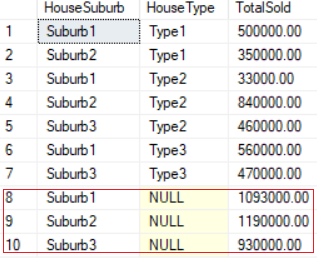 HouseSuburb HouseType TotalSold
1 Suburb1 Type1 500000.00
2 Suburb2 Type1 350000.00
3 Suburb1 Type2 33000.00
4 Suburb2 Type2 840000.00
5 Suburb3 Type2 460000.00
6 Suburb1 Type3 560000.00
7 Suburb3 Type3 470000.00
8 Suburb1 NULL 1093000.00
9 Suburb2 NULL 1190000.00
10 Suburb3 NULL 930000.00